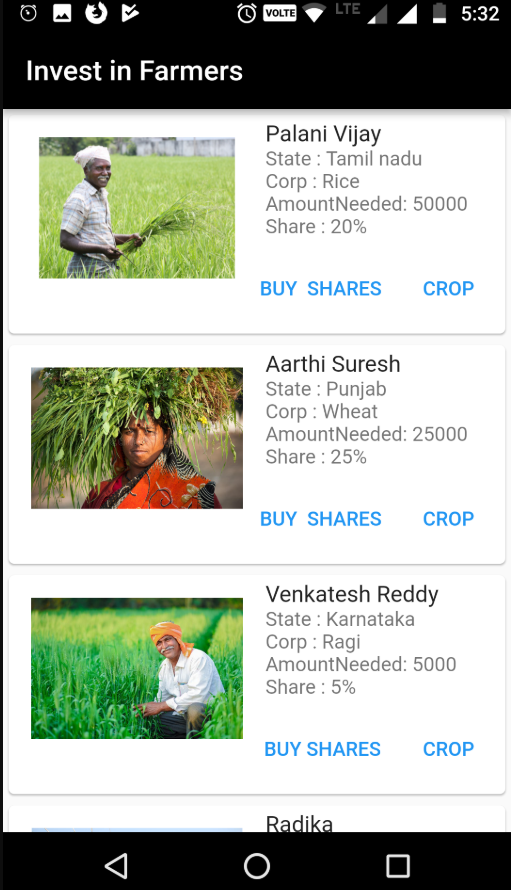 VOLTE LTE 5:32
Invest in Farmers
Palani Vijay
State : Tamil nadu
Corp : Rice
AmountNeeded: 50000
Share : 20%
BUY SHARES CROP
Aarthi Suresh
State : Punjab
Corp : Wheat
AmountNeeded: 25000
Share : 25%
BUY SHARES CROP
Venkatesh Reddy
State : Karnataka
Corp : Ragi
AmountNeeded: 5000
Share : 5%
BUY SHARES CROP
Radika